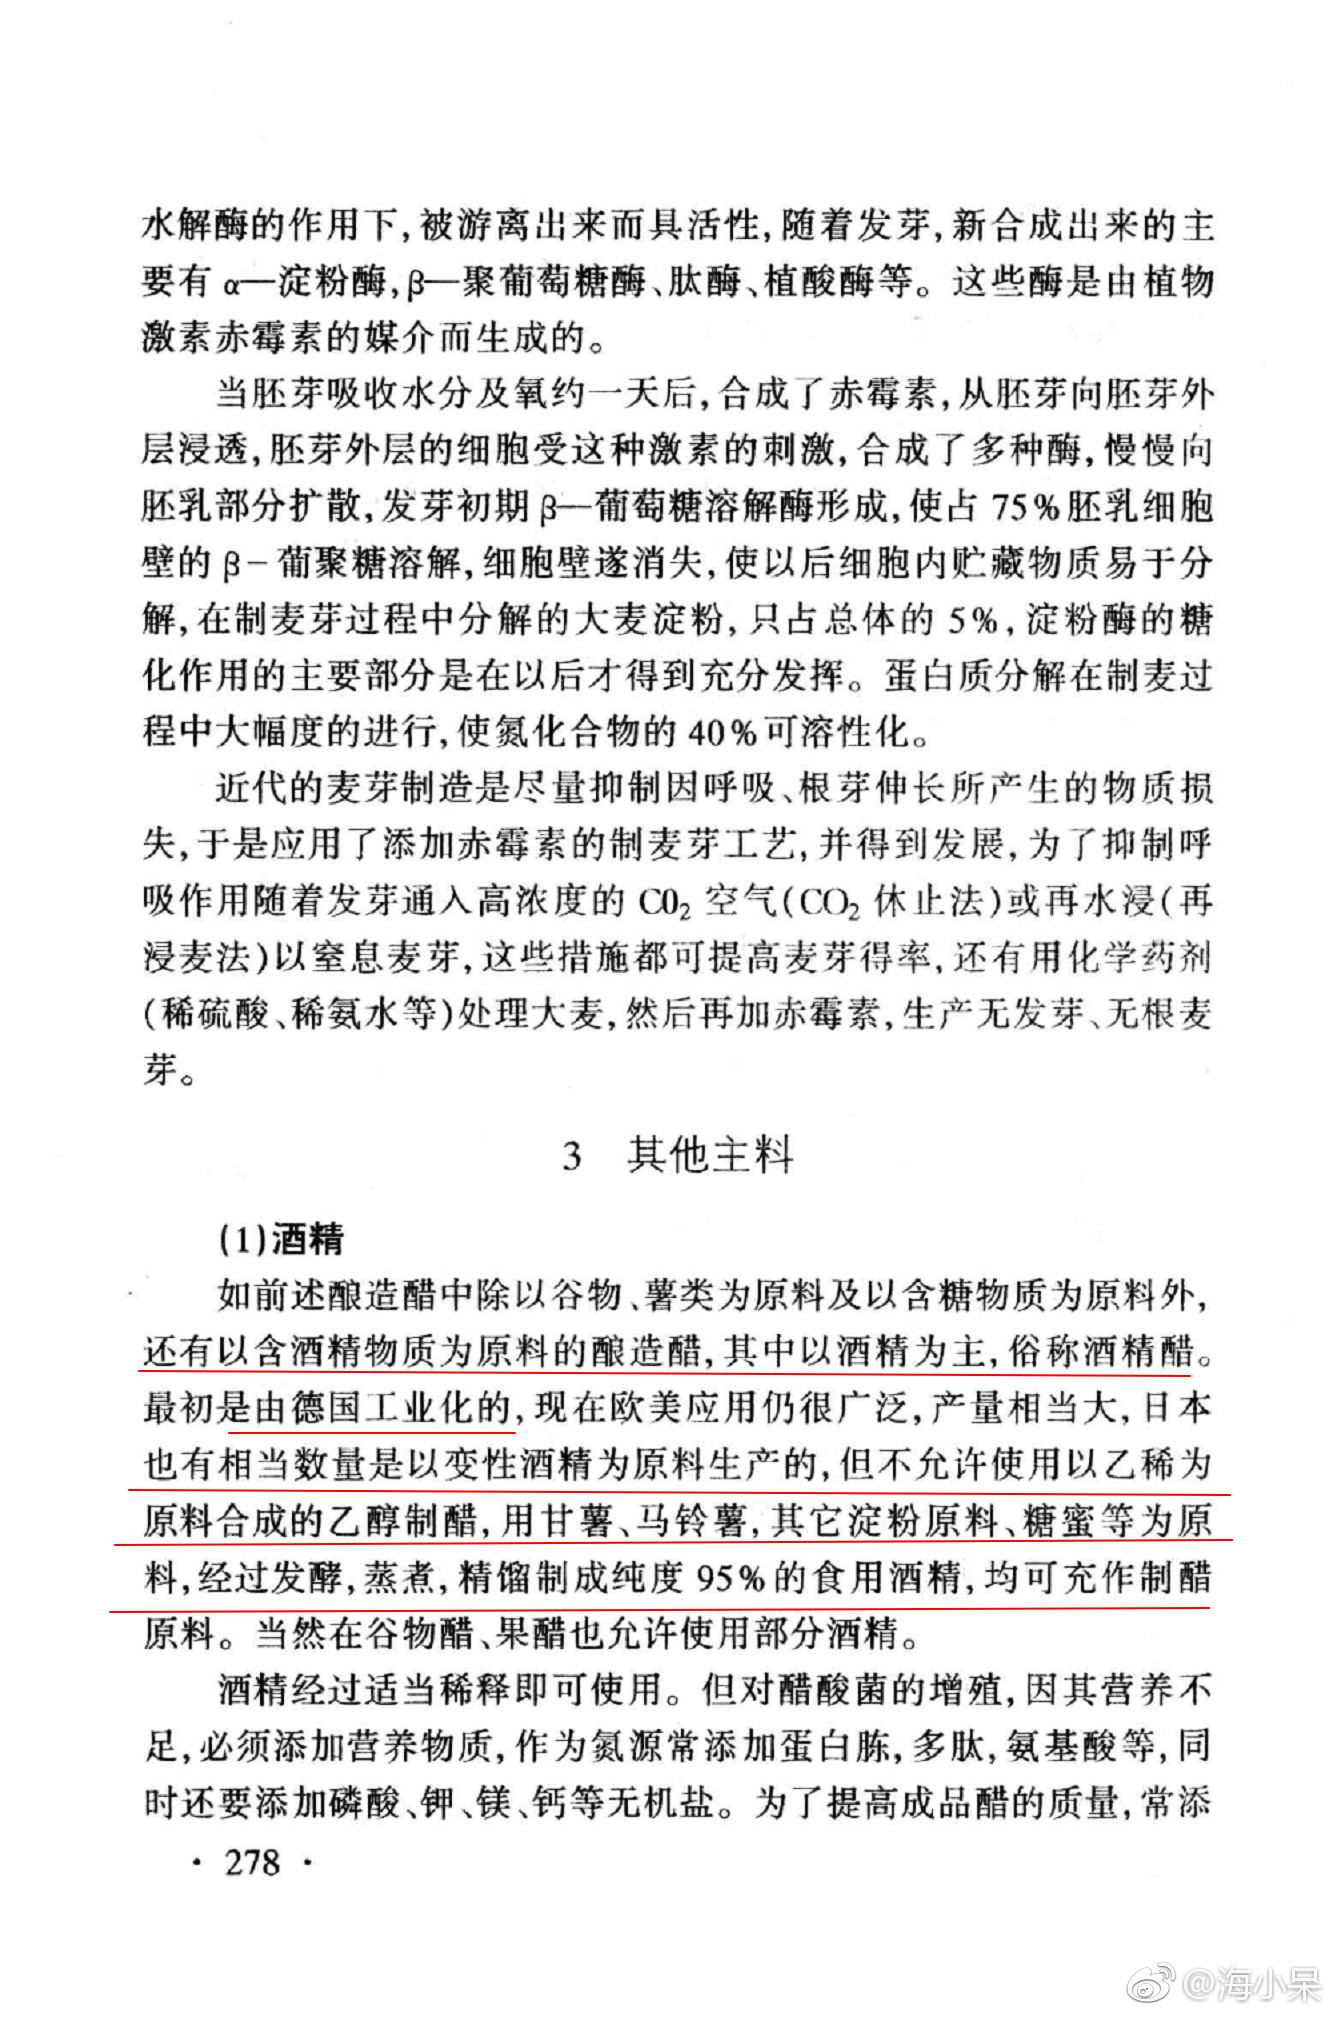 水解酶的作用下,被游离出来而具活性,随着发芽,新合成出来的主
要有 α—淀粉酶,β—聚葡萄糖酶、肽酶、植酸酶等。这些酶是由植物
激素赤霉素的媒介而生成的。
当胚芽吸收水分及氧约一天后,合成了赤霉素,从胚芽向胚芽外
层浸透,胚芽外层的细胞受这种激素的刺激,合成了多种酶,慢慢向
胚乳部分扩散,发芽初期 β—葡萄糖溶解酶形成,使占 75%胚乳细胞
壁的 β-葡聚糖溶解,细胞壁遂消失,使以后细胞内贮藏物质易于分
解,在制麦芽过程中分解的大麦淀粉,只占总体的 5%,淀粉酶的糖
化作用的主要部分是在以后才得到充分发挥。蛋白质分解在制麦过
程中大幅度的进行,使氮化合物的 40%可溶性化。
近代的麦芽制造是尽量抑制因呼吸、根芽伸长所产生的物质损
失,于是应用了添加赤霉素的制麦芽工艺,并得到发展,为了抑制呼
吸作用随着发芽通入高浓度的 C0₂ 空气(CO₂ 休止法)或再水浸(再
浸麦法)以窒息麦芽,这些措施都可提高麦芽得率,还有用化学药剂
(稀硫酸、稀氨水等)处理大麦,然后再加赤霉素,生产无发芽、无根麦
芽。
3 其他主料
(1)酒精
如前述酿造醋中除以谷物、薯类为原料及以含糖物质为原料外,
还有以含酒精物质为原料的酿造醋,其中以酒精为主,俗称酒精醋。
最初是由德国工业化的,现在欧美应用仍很广泛,产量相当大,日本
也有相当数量是以变性酒精为原料生产的,但不允许使用以乙稀为
原料合成的乙醇制醋,用甘薯、马铃薯,其它淀粉原料、糖蜜等为原
料,经过发酵,蒸煮,精馏制成纯度 95%的食用酒精,均可充作制醋
原料。当然在谷物醋、果醋也允许使用部分酒精。
酒精经过适当稀释即可使用。但对醋酸菌的增殖,因其营养不
足,必须添加营养物质,作为氮源常添加蛋白胨,多肽,氨基酸等,同
时还要添加磷酸、钾、镁、钙等无机盐。为了提高成品醋的质量,常添
· 278 ·
@海小呆